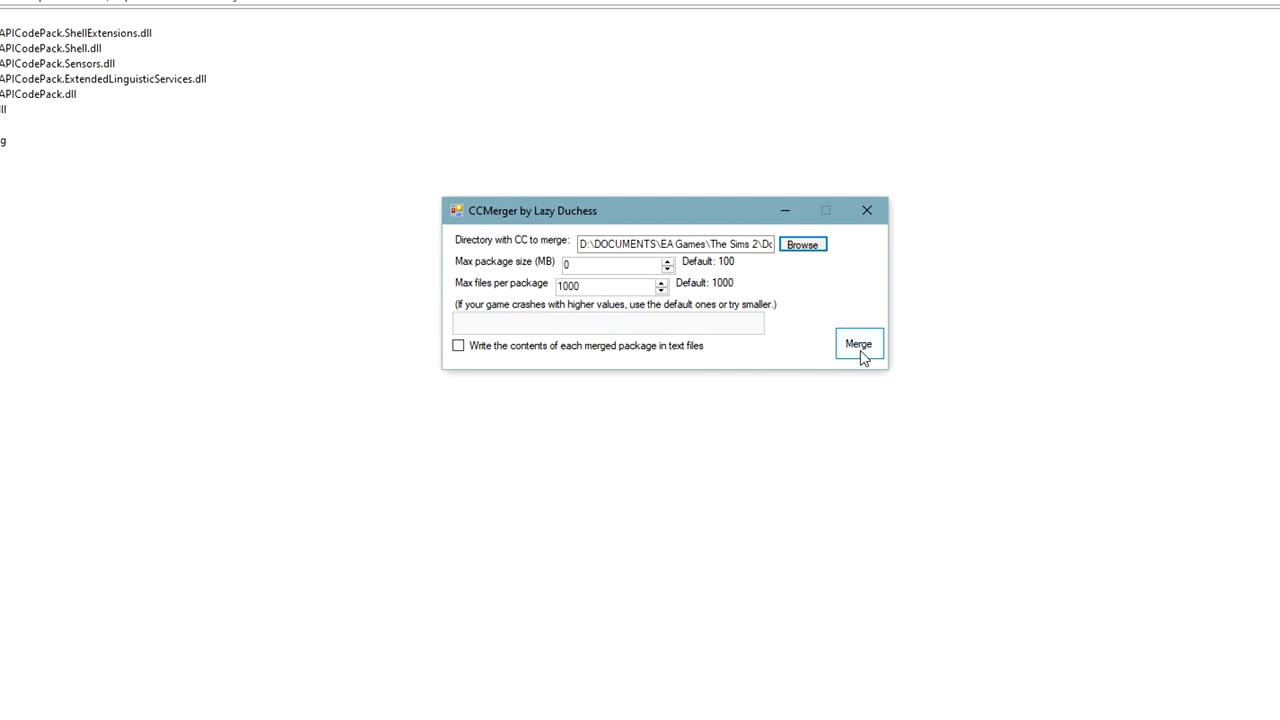 APICodePack.ShellExtensions.dll
APICodePack.Shell.dll
APICodePack.Sensors.dll
APICodePack.ExtendedLinguisticServices.dll
APICodePack.dll
ll
g
CCMerger by Lazy Duchess
Directory with CC to merge: D:\DOCUMENTS\EA Games\The Sims 2\Dc Browse
Max package size (MB) 0 Default: 100
Max files per package 1000 Default: 1000
(If your game crashes with higher values, use the default ones or try smaller.)
Write the contents of each merged package in text files
Merge